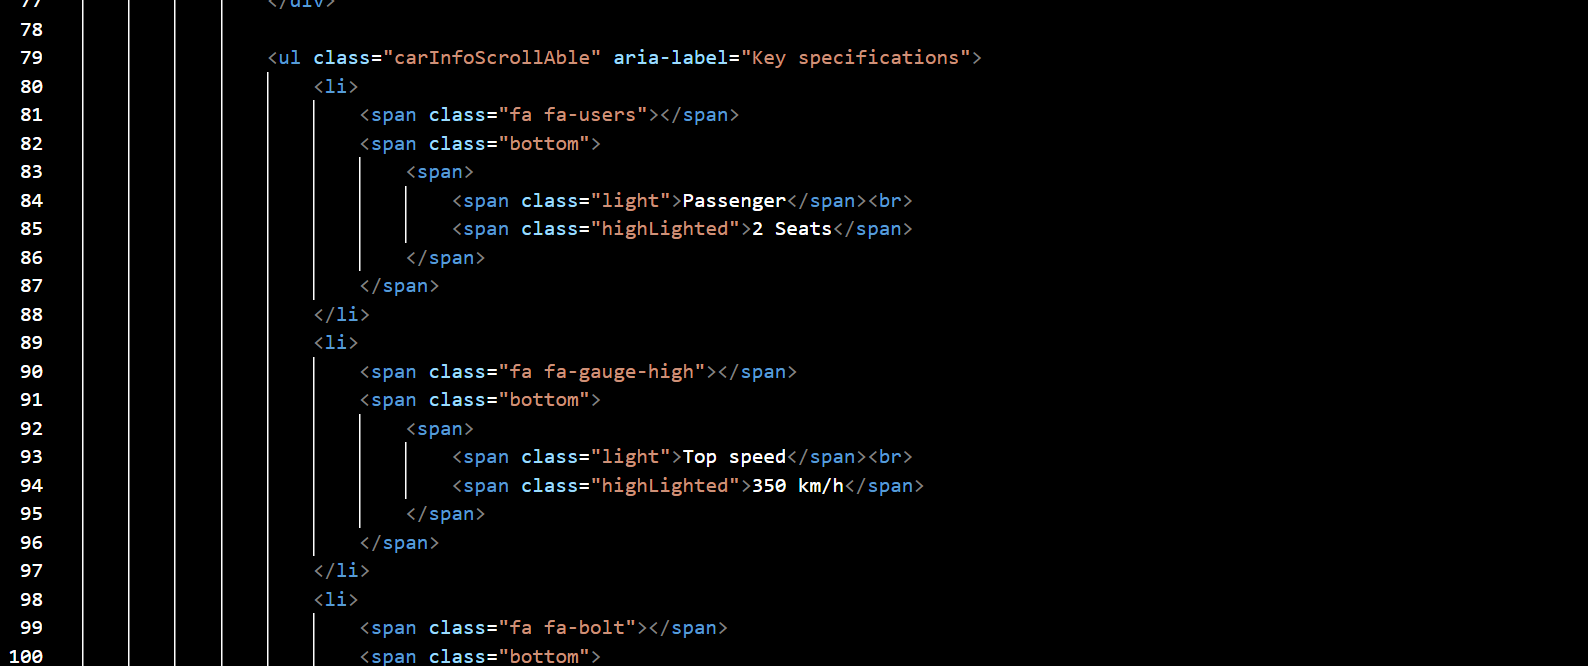 77 </div>
78
79 <ul class="carInfoScrollAble" aria-label="Key specifications">
80 <li>
81 <span class="fa fa-users"></span>
82 <span class="bottom">
83 <span>
84 <span class="light">Passenger</span><br>
85 <span class="highLighted">2 Seats</span>
86 </span>
87 </span>
88 </li>
89 <li>
90 <span class="fa fa-gauge-high"></span>
91 <span class="bottom">
92 <span>
93 <span class="light">Top speed</span><br>
94 <span class="highLighted">350 km/h</span>
95 </span>
96 </span>
97 </li>
98 <li>
99 <span class="fa fa-bolt"></span>
100 <span class="bottom">